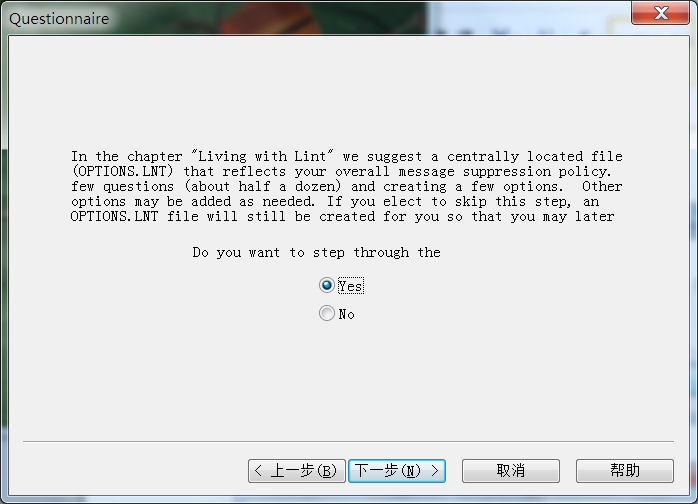 Questionnaire
In the chapter "Living with Lint" we suggest a centrally located file
(OPTIONS.LNT) that reflects your overall message suppression policy.
few questions (about half a dozen) and creating a few options.  Other
options may be added as needed. If you elect to skip this step, an
OPTIONS.LNT file will still be created for you so that you may later
Do you want to step through the
Yes
No
< 上一步(B)
下一步(N) >
取消
帮助